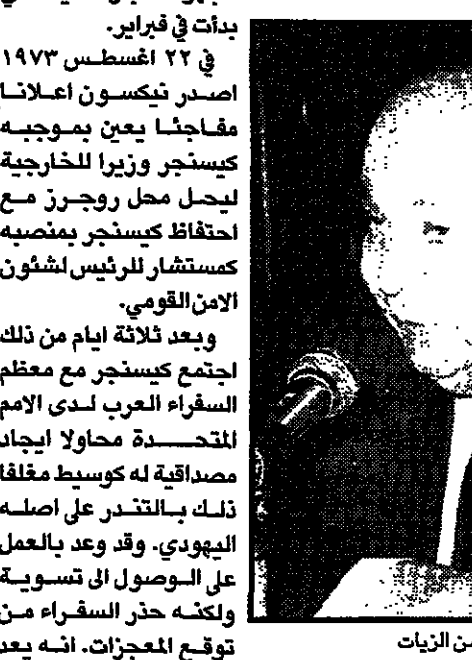 بدأت في فبراير.
في ٢٢ اغسطس ١٩٧٣
اصدر نيكسون اعلانا
مفاجئا يعين بموجبه
كيسنجر وزيرا للخارجية
ليحل محل روجرز مع
احتفاظ كيسنجر بمنصبه
كمستشار للرئيس لشئون
الامن القومي.
وبعد ثلاثة ايام من ذلك
اجتمع كيسنجر مع معظم
السفراء العرب لدى الامم
المتحدة محاولا ايجاد
مصداقية له كوسيط مغلفا
ذلك بالتندر على اصله
اليهودي. وقد وعد بالعمل
على الوصول الى تسوية
ولكنه حذر السفراء من
توقع المعجزات. انه يعد
الزيات